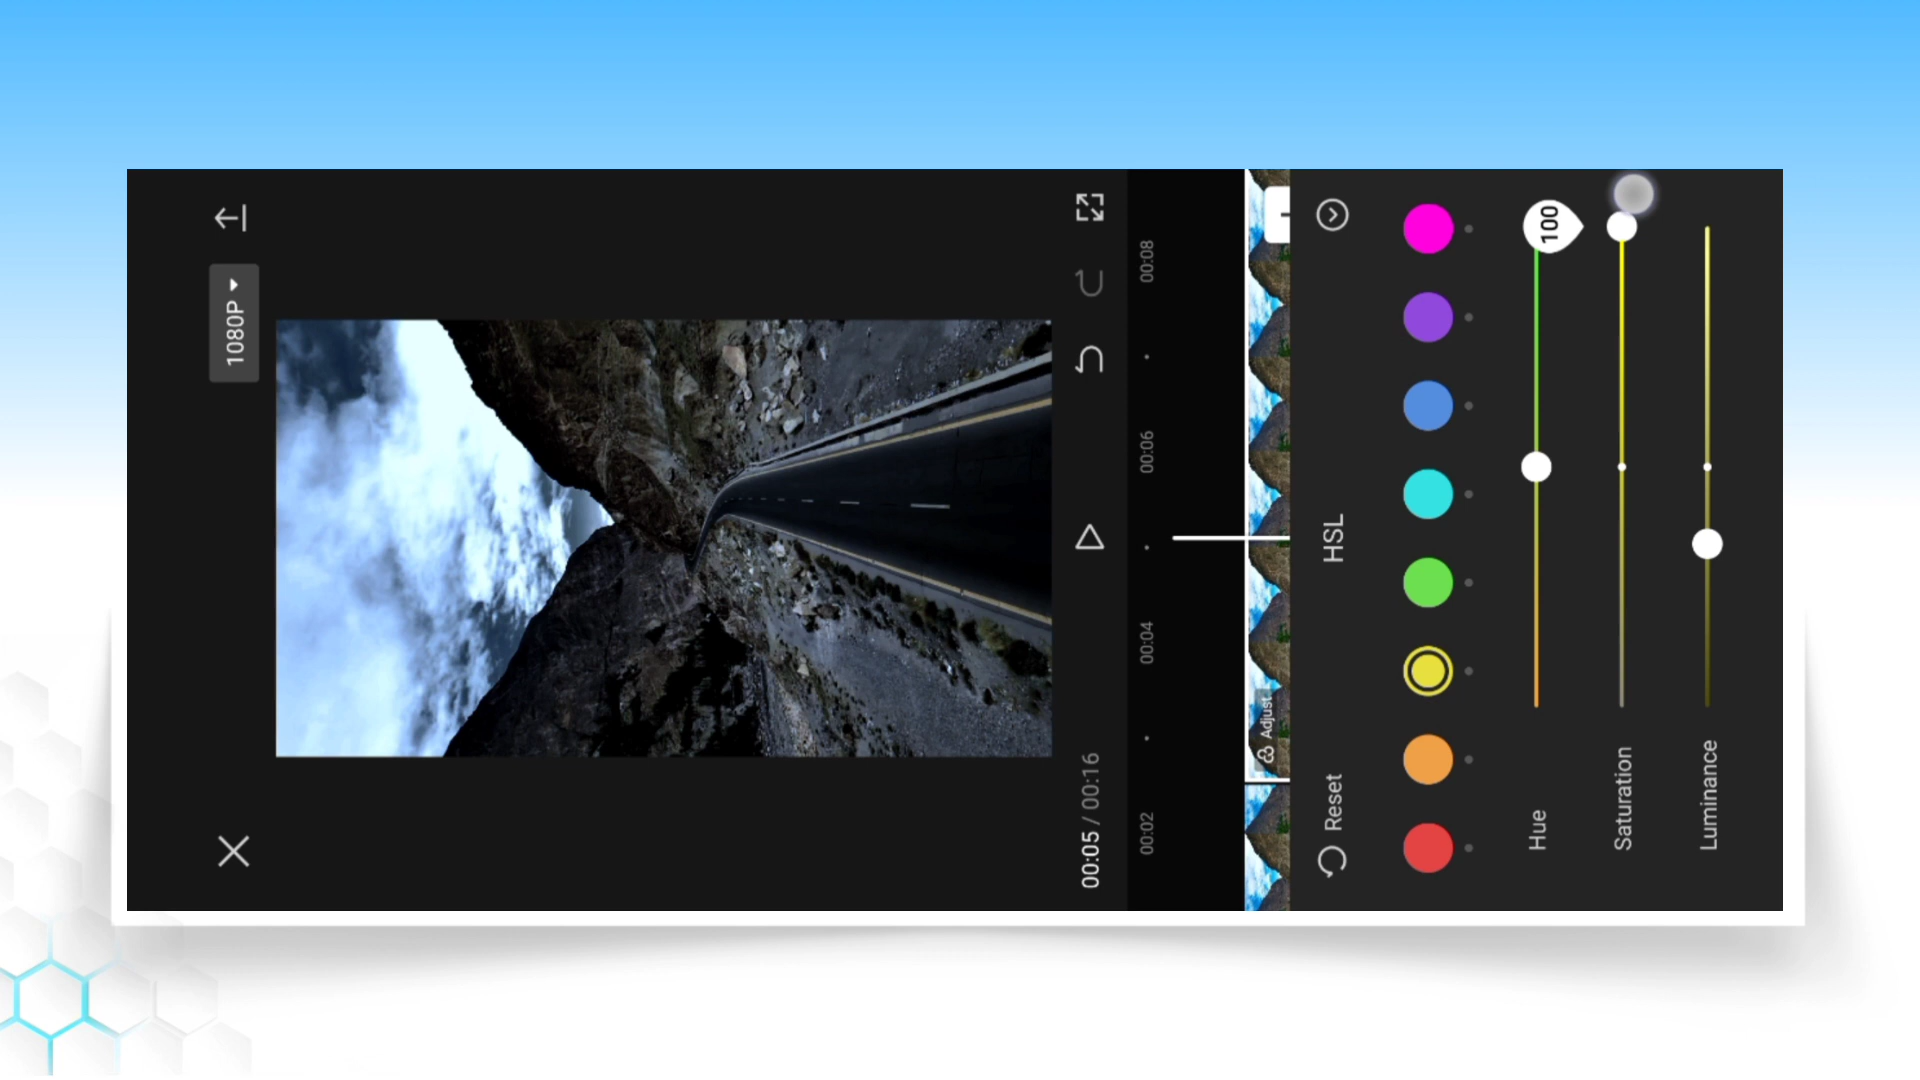 1080P
00:05 / 00:16
00:02
00:04
00:06
00:08
Adjust
Reset
HSL
Hue
100
Saturation
Luminance